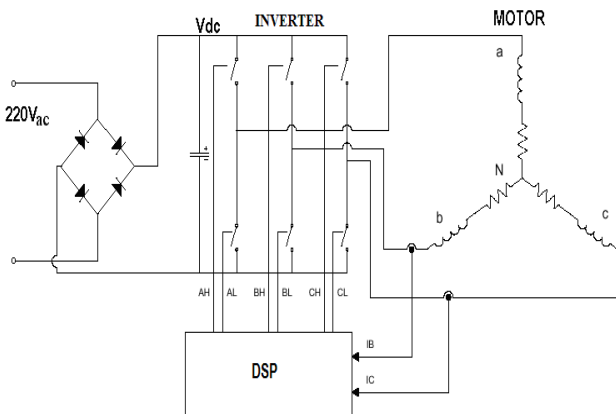 MOTOR
Vdc
INVERTER
a
220Vac
N
b
c
AH AL BH BL CH CL
IB
DSP
IC